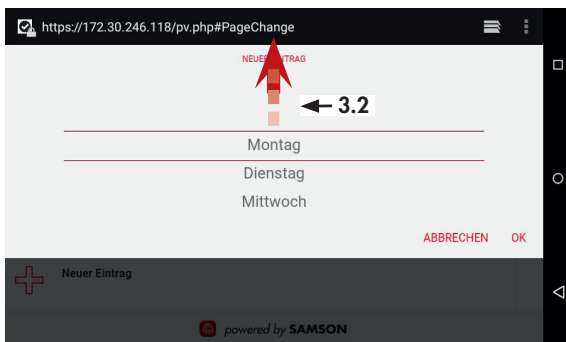 https://172.30.246.118/pv.php#PageChange
NEUER EINTRAG
3.2
Montag
Dienstag
Mittwoch
ABBRECHEN OK
Neuer Eintrag
powered by SAMSON